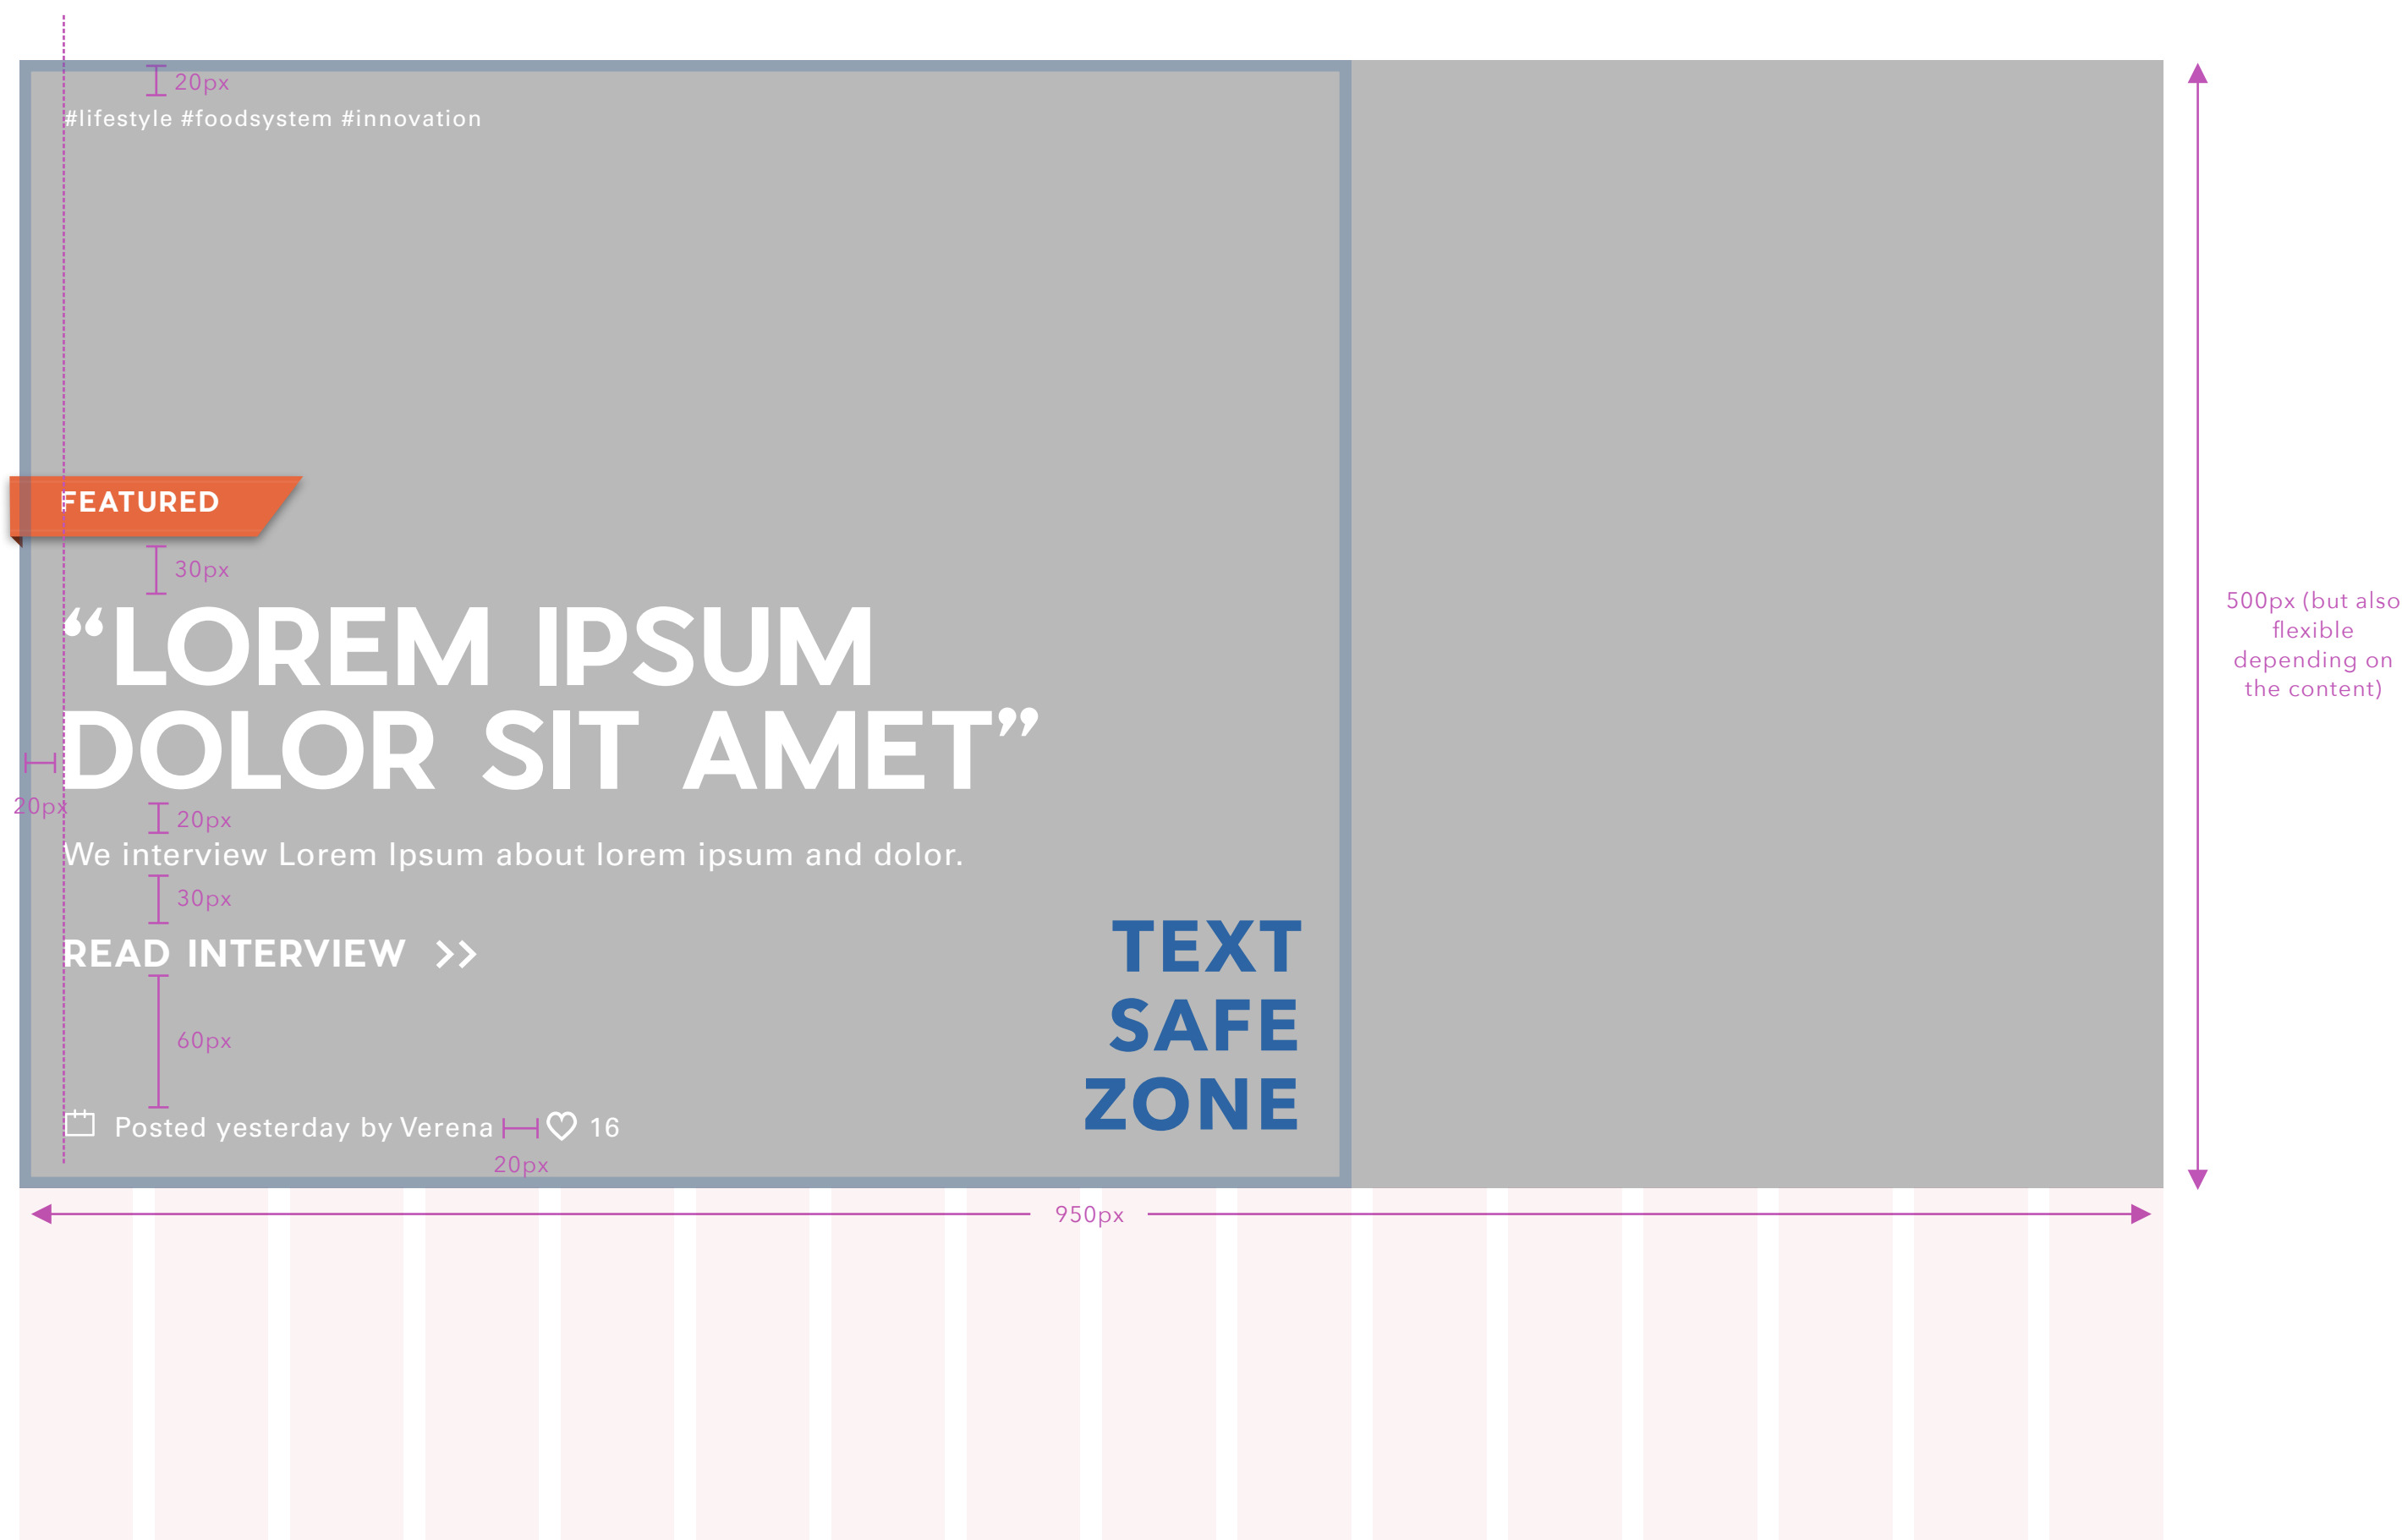 20px
#lifestyle #foodsystem #innovation
FEATURED
30px
“LOREM IPSUM
DOLOR SIT AMET”
20px
20px
We interview Lorem Ipsum about lorem ipsum and dolor.
30px
READ INTERVIEW >>
60px
Posted yesterday by Verena 16
20px
TEXT
SAFE
ZONE
950px
500px (but also
flexible
depending on
the content)